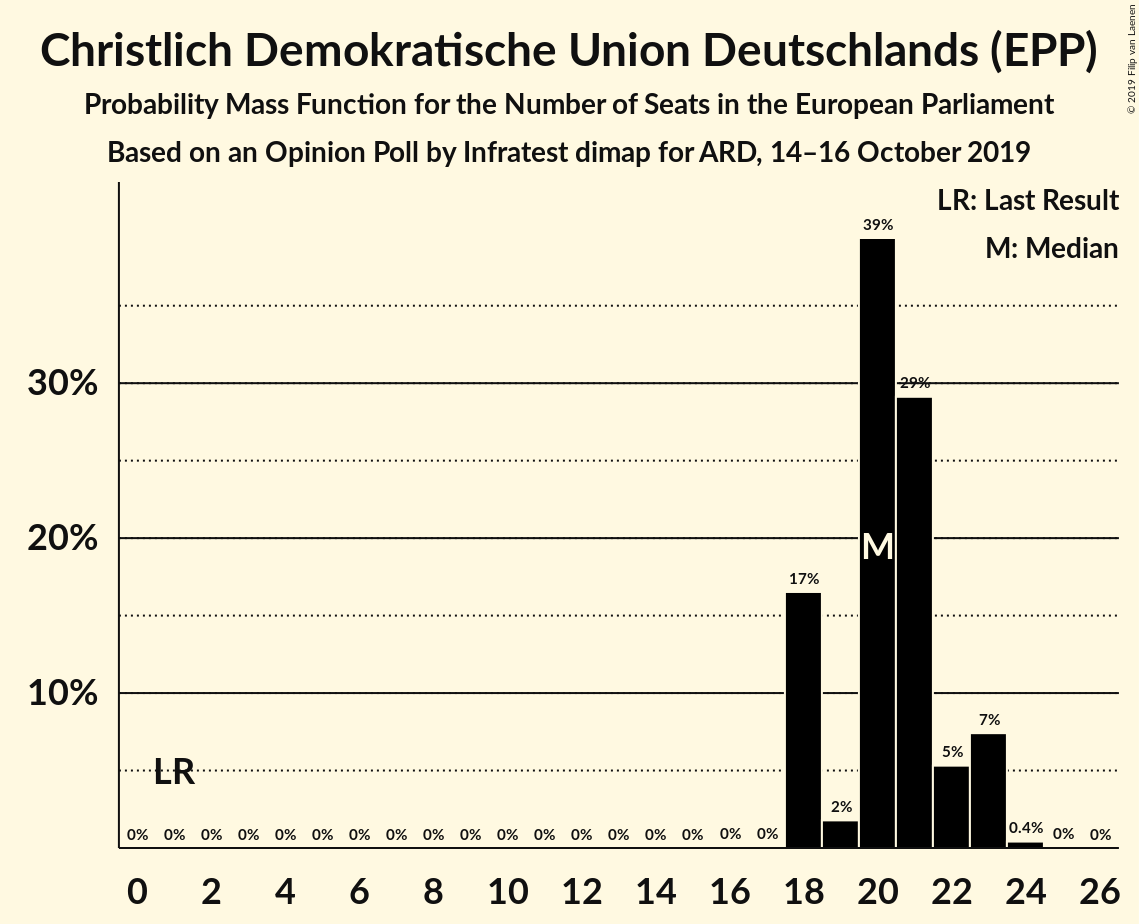 Christlich Demokratische Union Deutschlands (EPP)
Probability Mass Function for the Number of Seats in the European Parliament
Based on an Opinion Poll by Infratest dimap for ARD, 14–16 October 2019
© 2019 Filip van Laenen
LR: Last Result
M: Median
30%
20%
10%
LR
M
0% 0% 0% 0% 0% 0% 0% 0% 0% 0% 0% 0% 0% 0% 0% 0% 0% 0% 17% 2% 39% 29% 5% 7% 0.4% 0% 0%
0 2 4 6 8 10 12 14 16 18 20 22 24 26